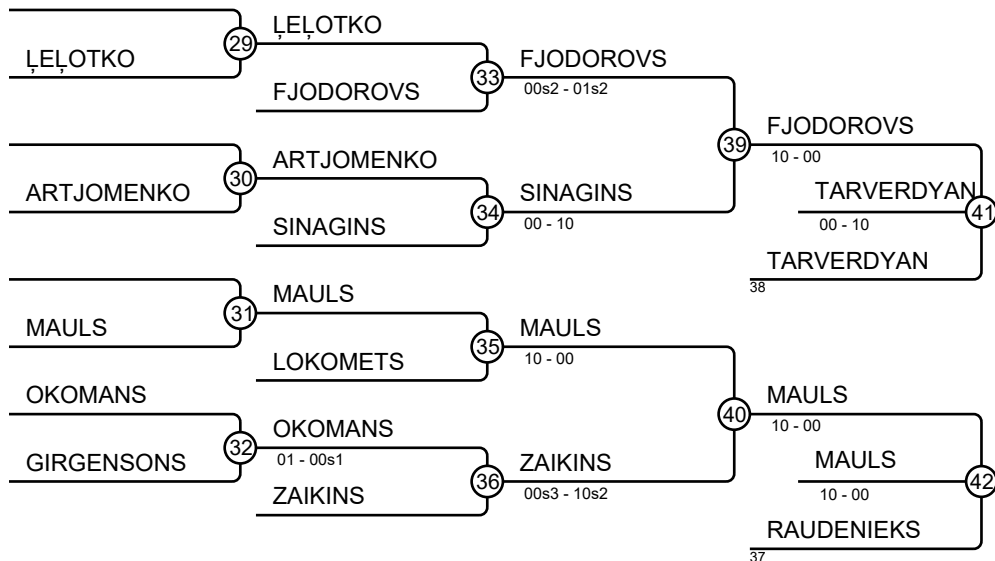 ĻEĻOTKO
29
ĻEĻOTKO
FJODOROVS
33
FJODOROVS
00s2 - 01s2
ARTJOMENKO
30
ARTJOMENKO
SINAGINS
34
SINAGINS
00 - 10
39
FJODOROVS
10 - 00
TARVERDYAN
00 - 10
41
TARVERDYAN
38
MAULS
31
MAULS
LOKOMETS
35
MAULS
10 - 00
OKOMANS
GIRGENSONS
32
OKOMANS
01 - 00s1
ZAIKINS
36
ZAIKINS
00s3 - 10s2
40
MAULS
10 - 00
MAULS
10 - 00
42
RAUDENIEKS
37